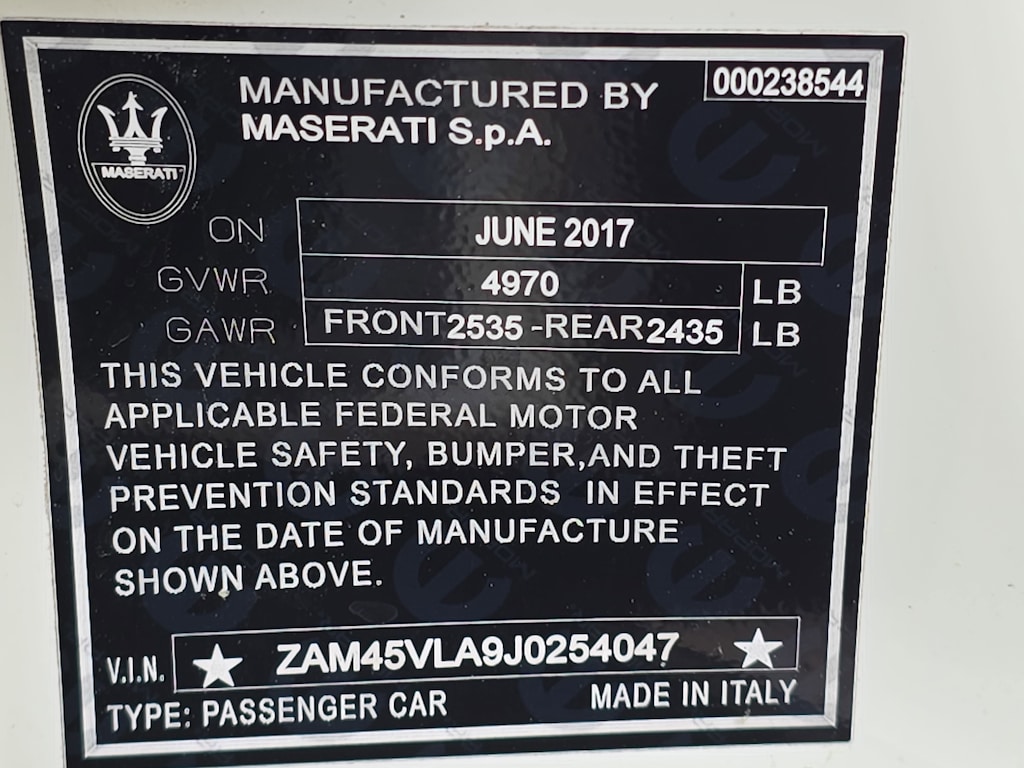 MANUFACTURED BY
000238544
MASERATI S.p.A.
MASERATI
ON JUNE 2017
GVWR 4970 LB
GAWR FRONT2535-REAR2435 LB
THIS VEHICLE CONFORMS TO ALL
APPLICABLE FEDERAL MOTOR
VEHICLE SAFETY, BUMPER,AND THEFT
PREVENTION STANDARDS IN EFFECT
ON THE DATE OF MANUFACTURE
SHOWN ABOVE.
V.I.N. ★ ZAM45VLA9J0254047 ★
TYPE: PASSENGER CAR MADE IN ITALY